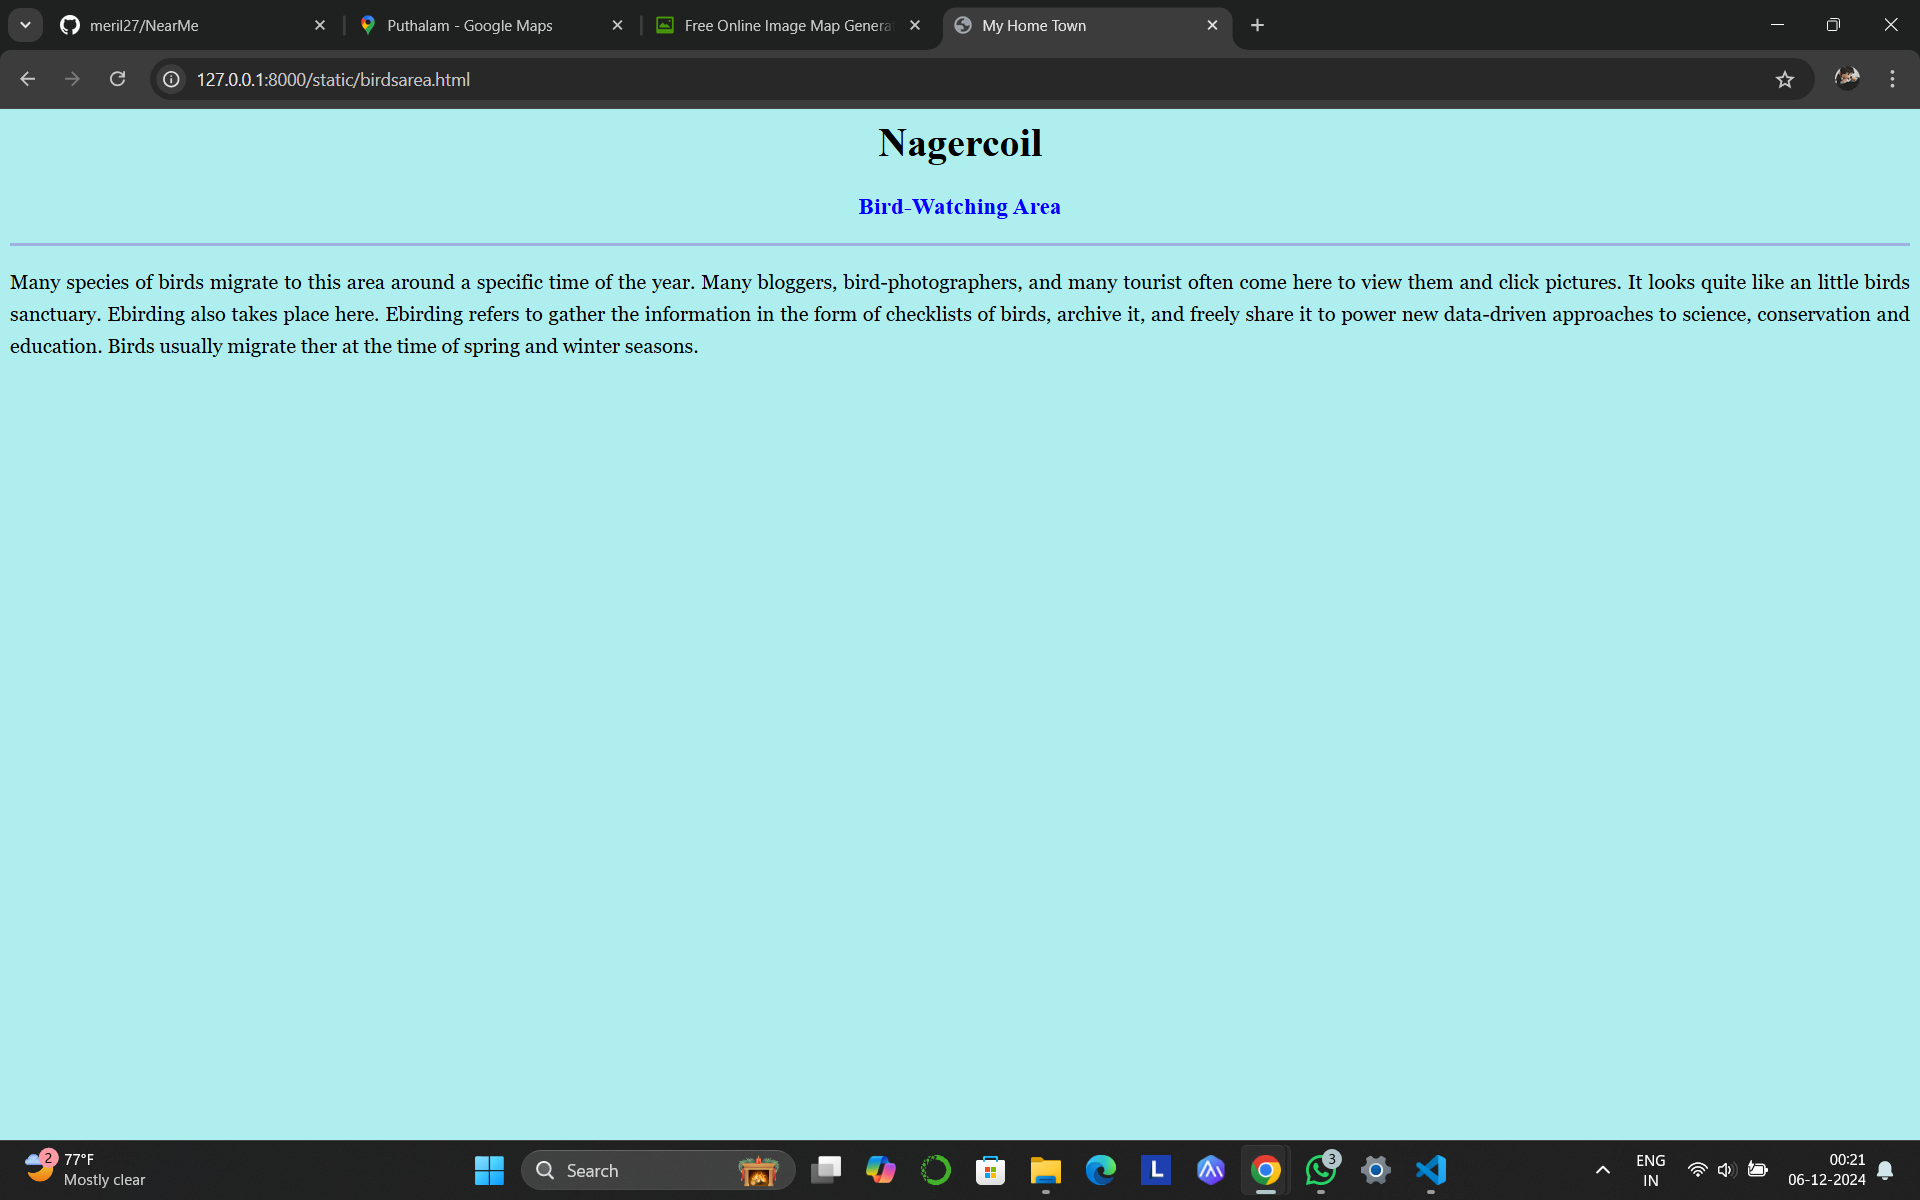 meril27/NearMe
Puthalam - Google Maps
Free Online Image Map Genera
My Home Town
127.0.0.1:8000/static/birdsarea.html
Nagercoil
Bird-Watching Area
Many species of birds migrate to this area around a specific time of the year. Many bloggers, bird-photographers, and many tourist often come here to view them and click pictures. It looks quite like an little birds
sanctuary. Ebirding also takes place here. Ebirding refers to gather the information in the form of checklists of birds, archive it, and freely share it to power new data-driven approaches to science, conservation and
education. Birds usually migrate ther at the time of spring and winter seasons.
2
77°F
Mostly clear
Search
L
3
ENG
IN
00:21
06-12-2024